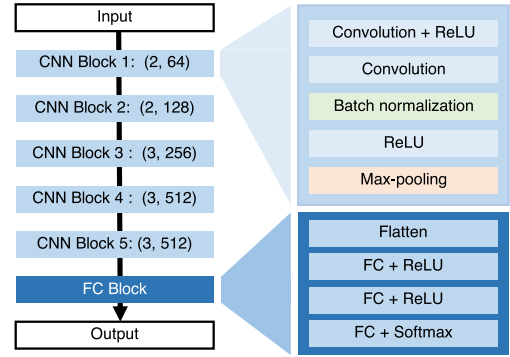 Input
CNN Block 1: (2, 64)
CNN Block 2: (2, 128)
CNN Block 3 : (3, 256)
CNN Block 4 : (3, 512)
CNN Block 5: (3, 512)
FC Block
Output
Convolution + ReLU
Convolution
Batch normalization
ReLU
Max-pooling
Flatten
FC + ReLU
FC + ReLU
FC + Softmax